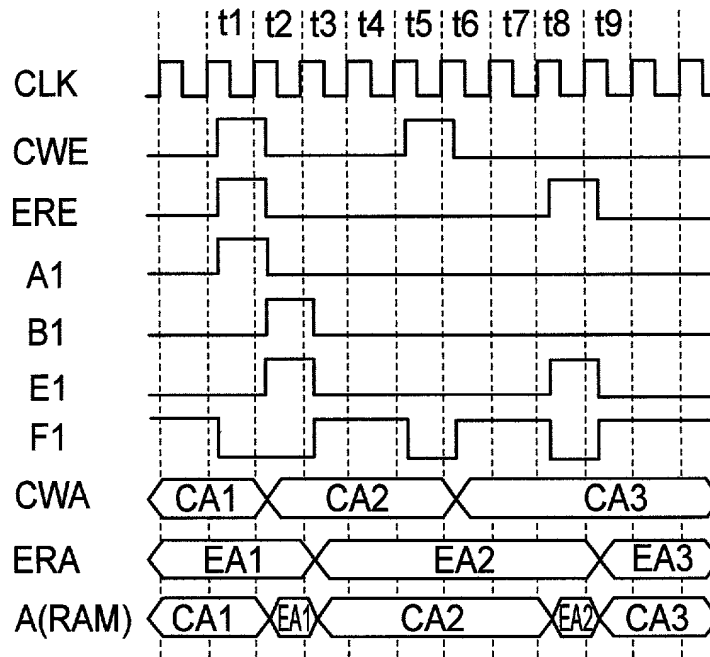 t1 t2 t3 t4 t5 t6 t7 t8 t9
CLK
CWE
ERE
A1
B1
E1
F1
CWA CA1 CA2 CA3
ERA EA1 EA2 EA3
A(RAM) CA1 EA1 CA2 EA2 CA3